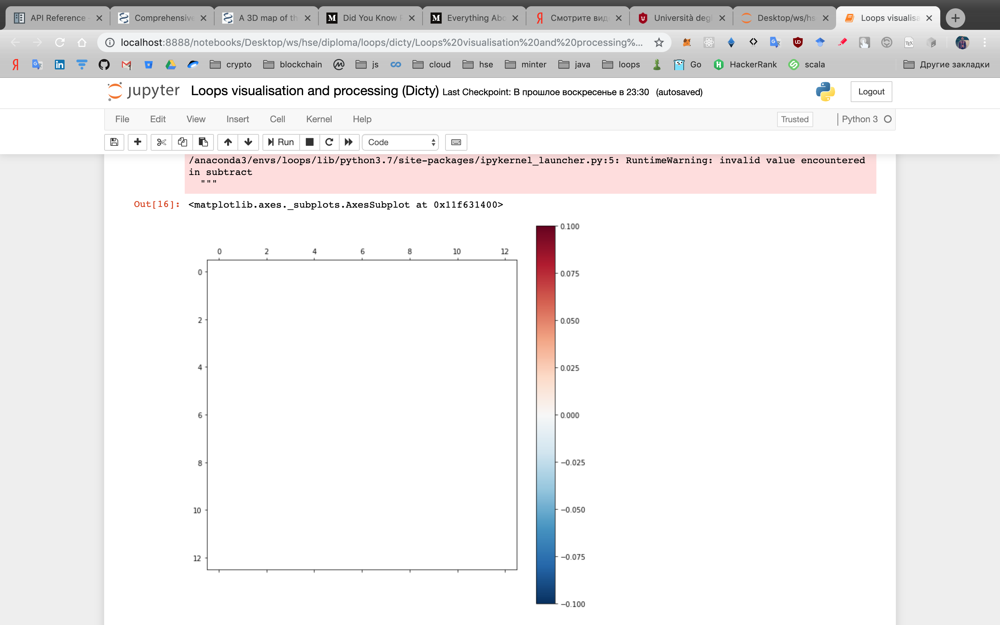 API Reference -
Comprehensive
A 3D map of th
Did You Know F
Everything Abo
Смотрите вид
Università degl
Desktop/ws/hs
Loops visualisa
localhost:8888/notebooks/Desktop/ws/hse/diploma/loops/dicty/Loops%20visualisation%20and%20processing%...
crypto
blockchain
js
cloud
hse
minter
java
loops
Go
HackerRank
scala
Другие закладки
jupyter Loops visualisation and processing (Dicty) Last Checkpoint: В прошлое воскресенье в 23:30 (autosaved)
Logout
File Edit View Insert Cell Kernel Help
Trusted
Python 3
Run
Code
/anaconda3/envs/loops/lib/python3.7/site-packages/ipykernel_launcher.py:5: RuntimeWarning: invalid value encountered
in subtract
"""
Out[16]: <matplotlib.axes._subplots.AxesSubplot at 0x11f631400>
0 2 4 6 8 10 12
0
2
4
6
8
10
12
0.100
0.075
0.050
0.025
0.000
−0.025
−0.050
−0.075
−0.100